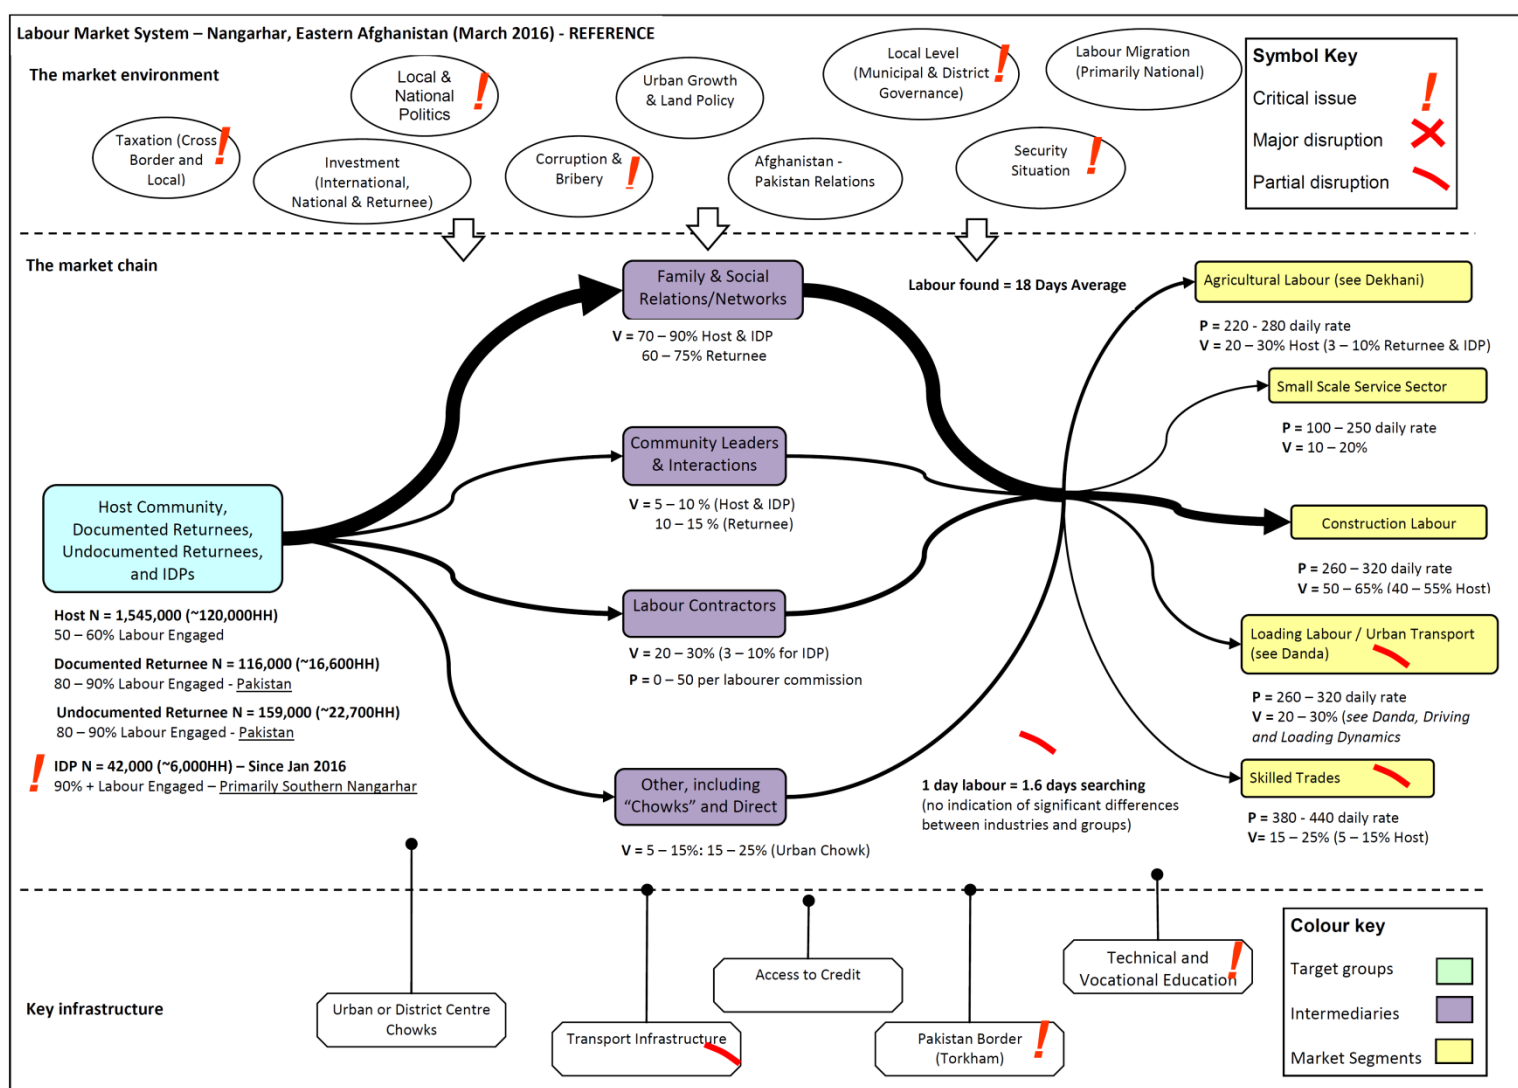 Labour Market System – Nangarhar, Eastern Afghanistan (March 2016) - REFERENCE
The market environment
Local &
National
Politics
Urban Growth
& Land Policy
Local Level
(Municipal & District
Governance)
Labour Migration
(Primarily National)
Taxation (Cross
Border and
Local)
Investment
(International,
National & Returnee)
Corruption &
Bribery
Afghanistan -
Pakistan Relations
Security
Situation
Symbol Key
Critical issue
Major disruption
Partial disruption
The market chain
Family & Social
Relations/Networks
V = 70 – 90% Host & IDP
60 – 75% Returnee
Labour found = 18 Days Average
Agricultural Labour (see Dekhani)
P = 220 - 280 daily rate
V = 20 – 30% Host (3 – 10% Returnee & IDP)
Small Scale Service Sector
P = 100 – 250 daily rate
V = 10 – 20%
Community Leaders
& Interactions
V = 5 – 10 % (Host & IDP)
10 – 15 % (Returnee)
Host Community,
Documented Returnees,
Undocumented Returnees,
and IDPs
Construction Labour
P = 260 – 320 daily rate
V = 50 – 65% (40 – 55% Host)
Host N = 1,545,000 (~120,000HH)
50 – 60% Labour Engaged
Documented Returnee N = 116,000 (~16,600HH)
80 – 90% Labour Engaged - Pakistan
Undocumented Returnee N = 159,000 (~22,700HH)
80 – 90% Labour Engaged - Pakistan
IDP N = 42,000 (~6,000HH) – Since Jan 2016
90% + Labour Engaged – Primarily Southern Nangarhar
Labour Contractors
V = 20 – 30% (3 – 10% for IDP)
P = 0 – 50 per labourer commission
Loading Labour / Urban Transport
(see Danda)
P = 260 – 320 daily rate
V = 20 – 30% (see Danda, Driving
and Loading Dynamics
Other, including
“Chowks” and Direct
V = 5 – 15%: 15 – 25% (Urban Chowk)
1 day labour = 1.6 days searching
(no indication of significant differences
between industries and groups)
Skilled Trades
P = 380 - 440 daily rate
V= 15 – 25% (5 – 15% Host)
Key infrastructure
Urban or District Centre
Chowks
Transport Infrastructure
Access to Credit
Pakistan Border
(Torkham)
Technical and
Vocational Education
Colour key
Target groups
Intermediaries
Market Segments